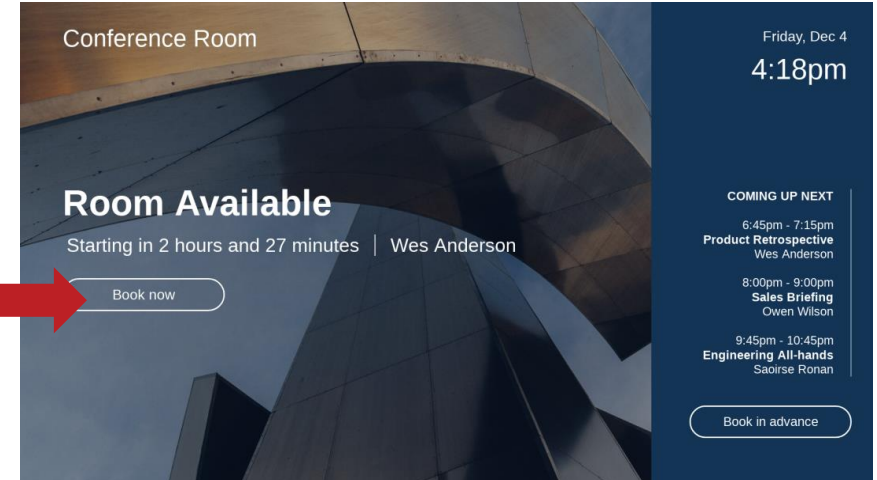 Conference Room
Room Available
Starting in 2 hours and 27 minutes | Wes Anderson
Book now
Friday, Dec 4
4:18pm
COMING UP NEXT
6:45pm - 7:15pm
Product Retrospective
Wes Anderson
8:00pm - 9:00pm
Sales Briefing
Owen Wilson
9:45pm - 10:45pm
Engineering All-hands
Saoirse Ronan
Book in advance